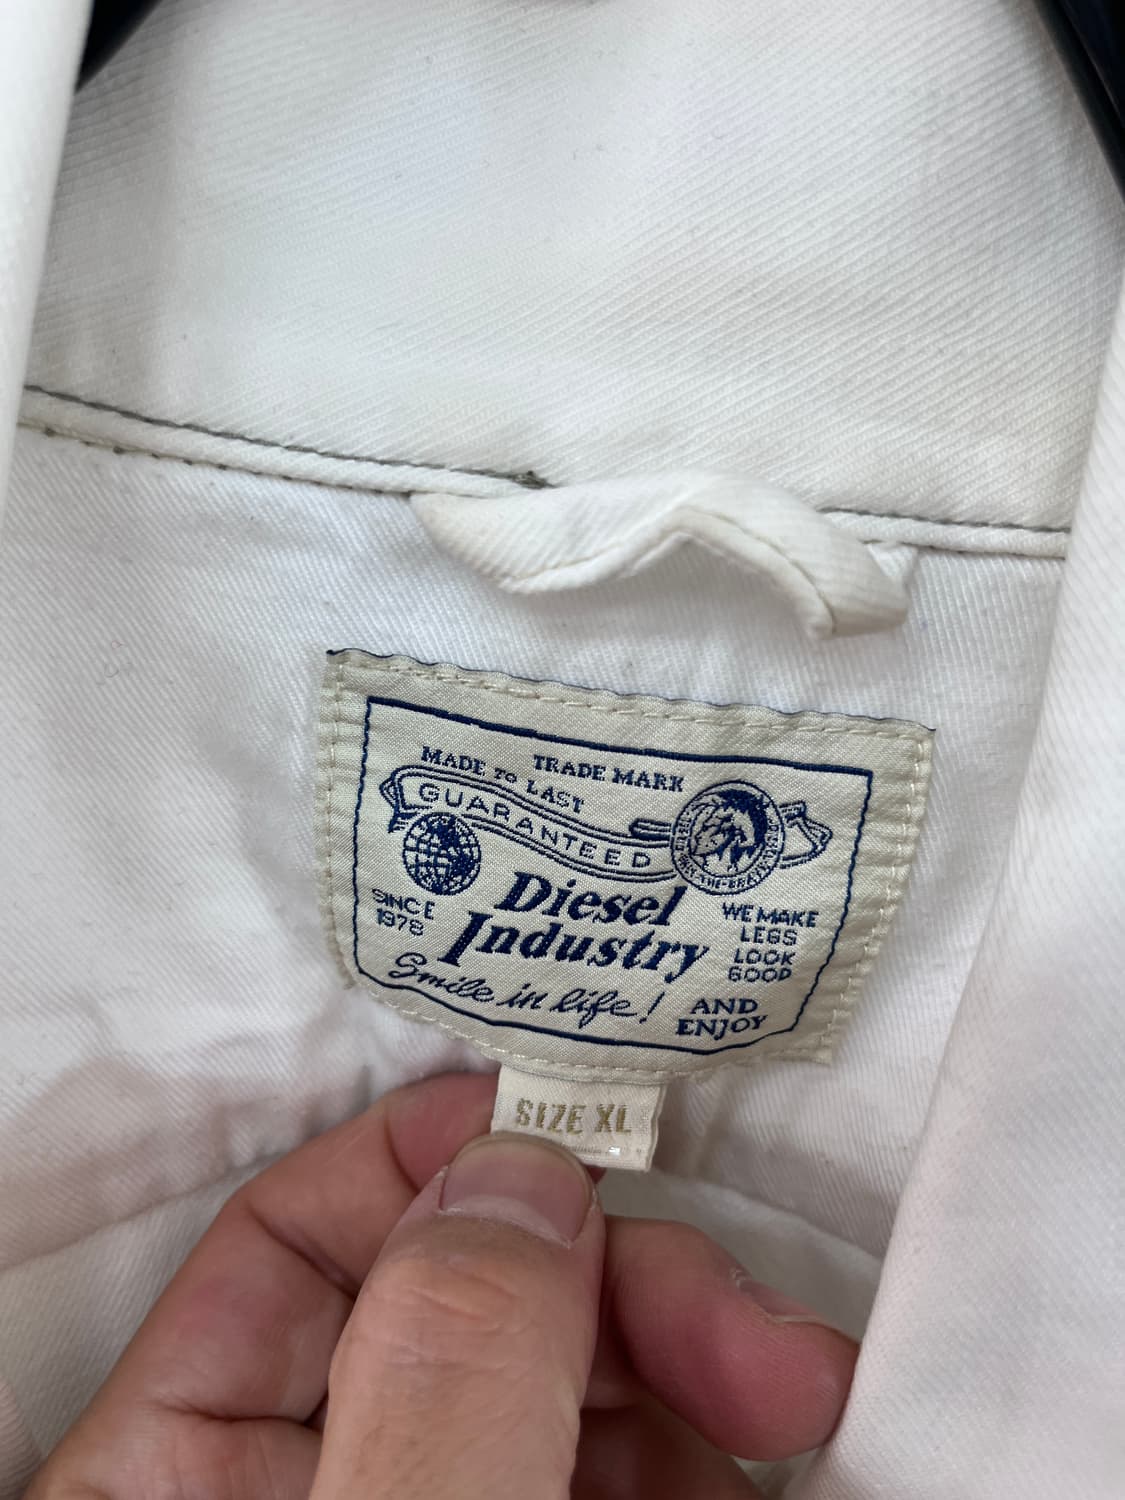 TRADE MARK
MADE TO LAST
GUARANTEED
Diesel
Industry
SINCE
1978
WE MAKE
LEGS
LOOK
GOOD
Smile in life!
AND
ENJOY
SIZE XL